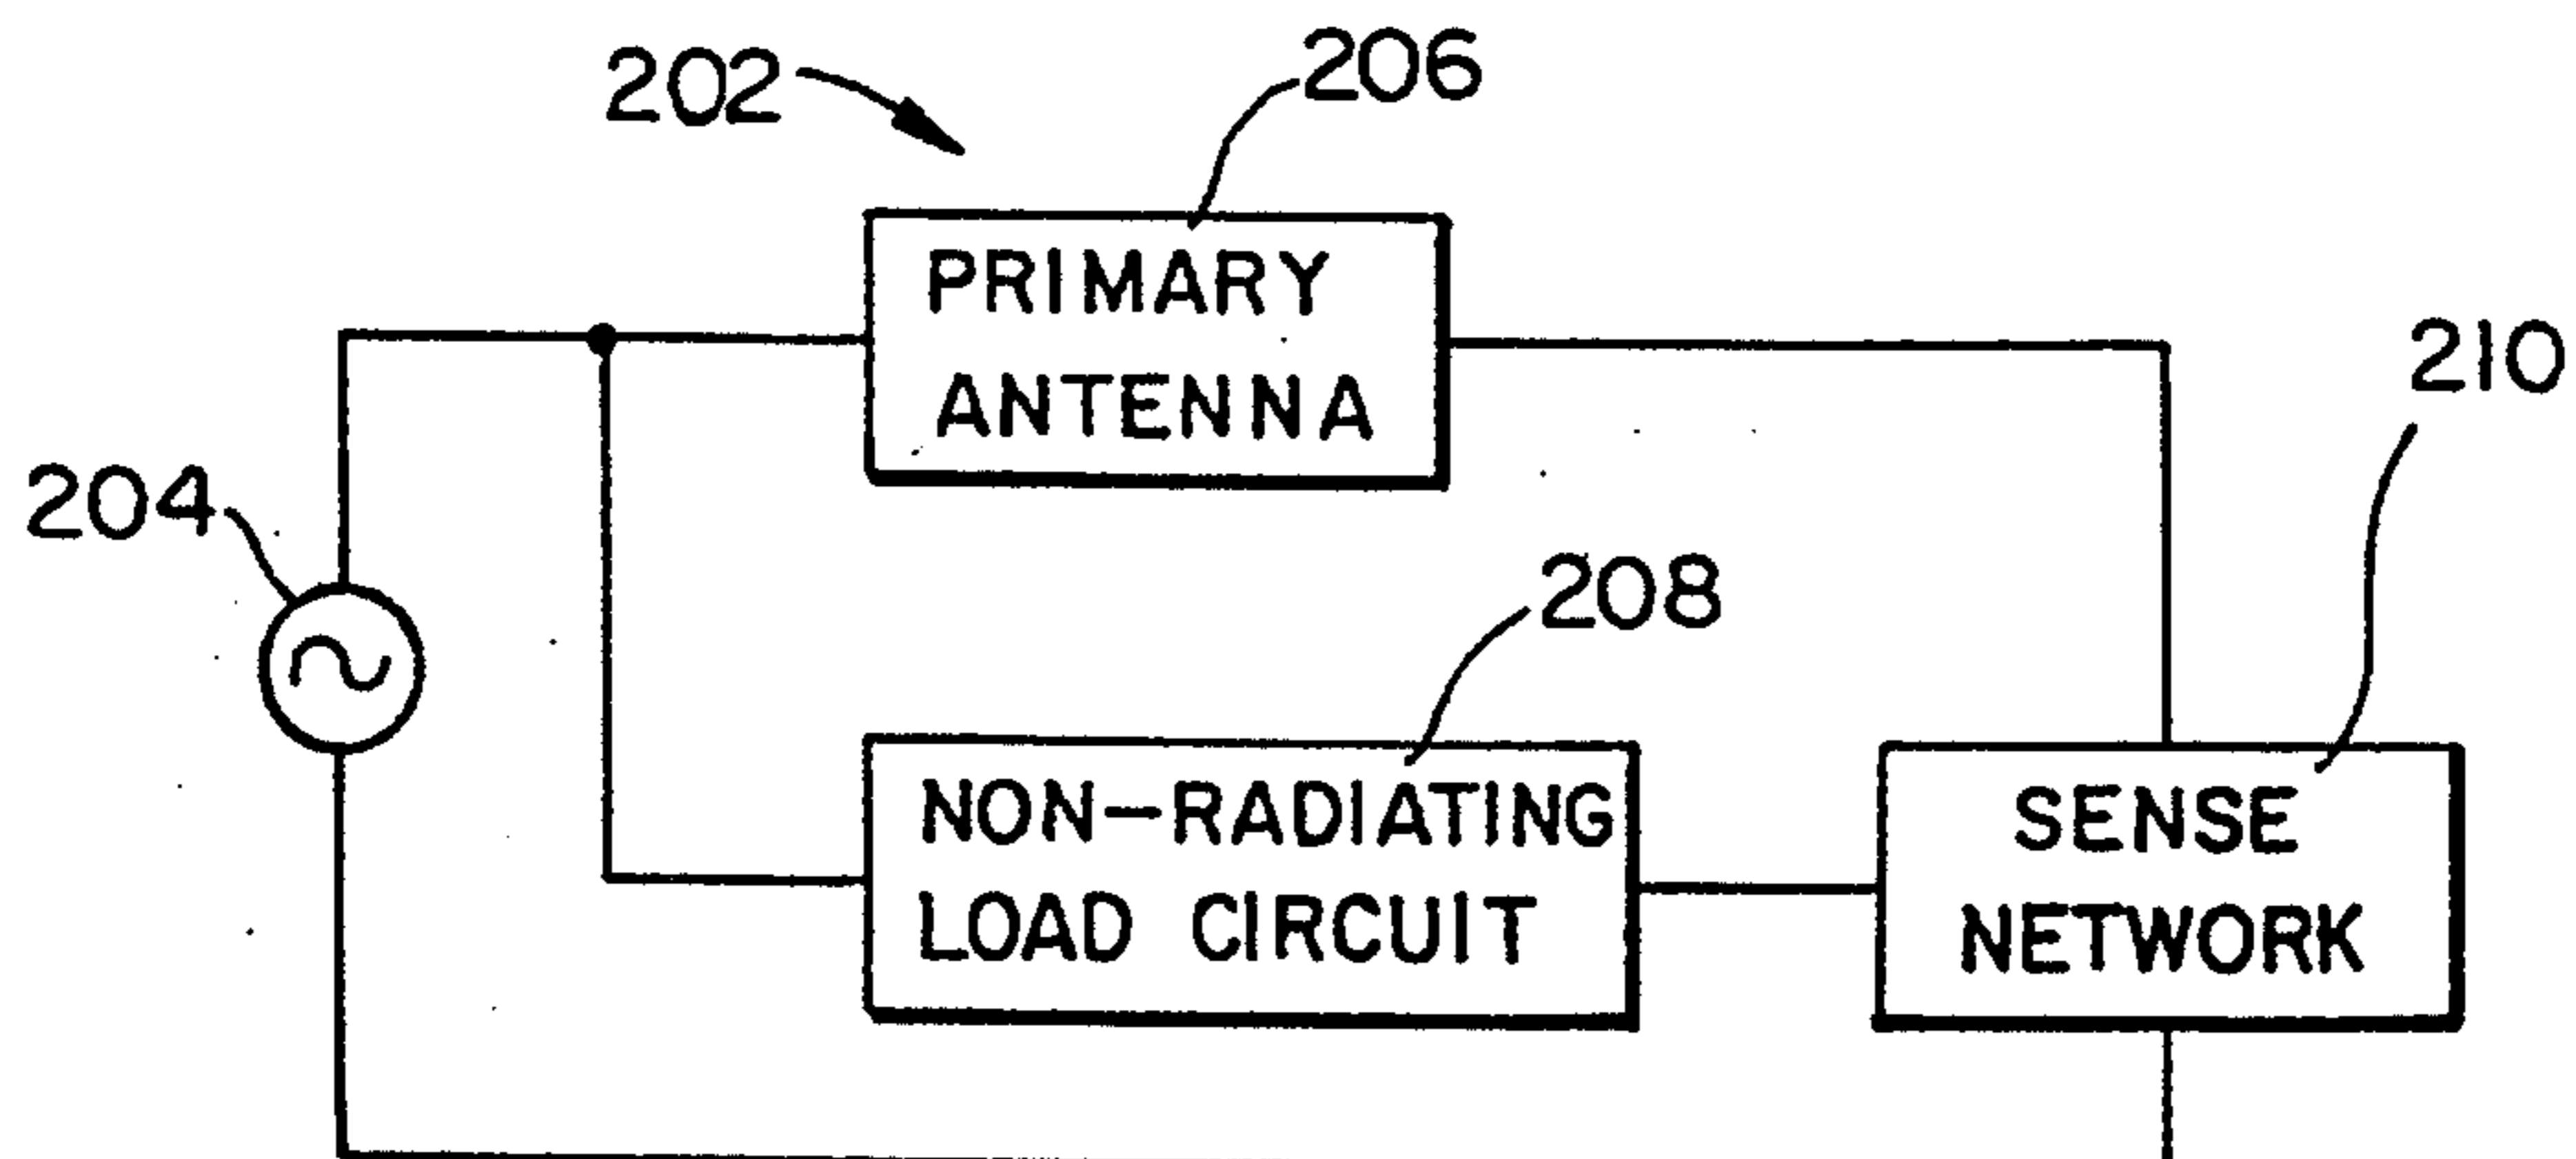 202
206
PRIMARY
ANTENNA
210
204
208
NON-RADIATING
LOAD CIRCUIT
SENSE
NETWORK